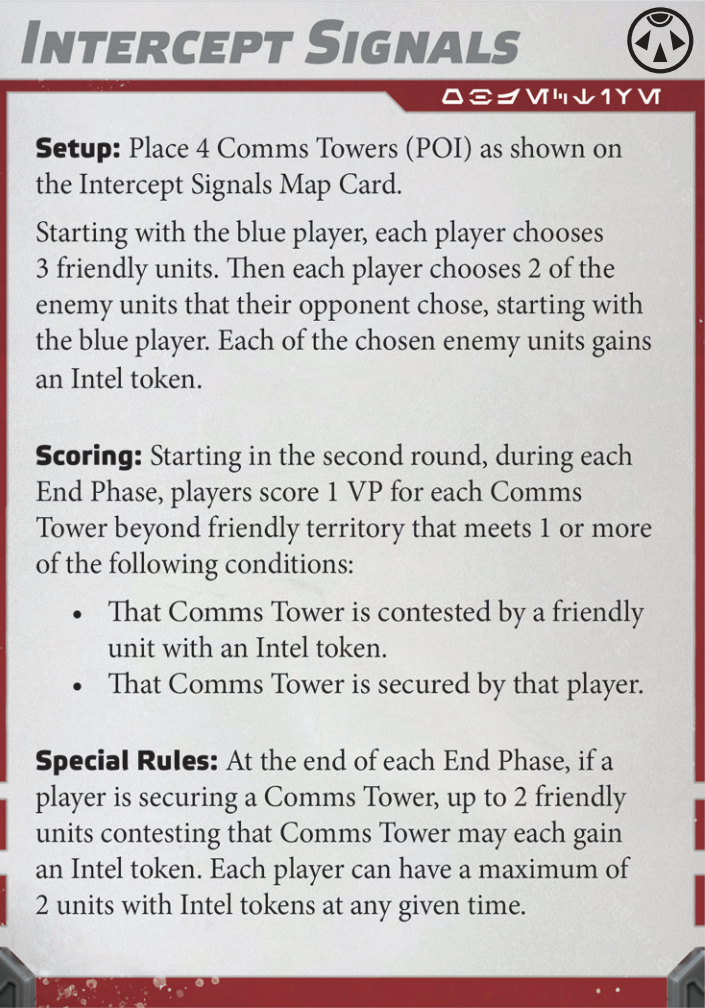 INTERCEPT SIGNALS
Setup: Place 4 Comms Towers (POI) as shown on
the Intercept Signals Map Card.
Starting with the blue player, each player chooses
3 friendly units. Then each player chooses 2 of the
enemy units that their opponent chose, starting with
the blue player. Each of the chosen enemy units gains
an Intel token.
Scoring: Starting in the second round, during each
End Phase, players score 1 VP for each Comms
Tower beyond friendly territory that meets 1 or more
of the following conditions:
• That Comms Tower is contested by a friendly
unit with an Intel token.
• That Comms Tower is secured by that player.
Special Rules: At the end of each End Phase, if a
player is securing a Comms Tower, up to 2 friendly
units contesting that Comms Tower may each gain
an Intel token. Each player can have a maximum of
2 units with Intel tokens at any given time.